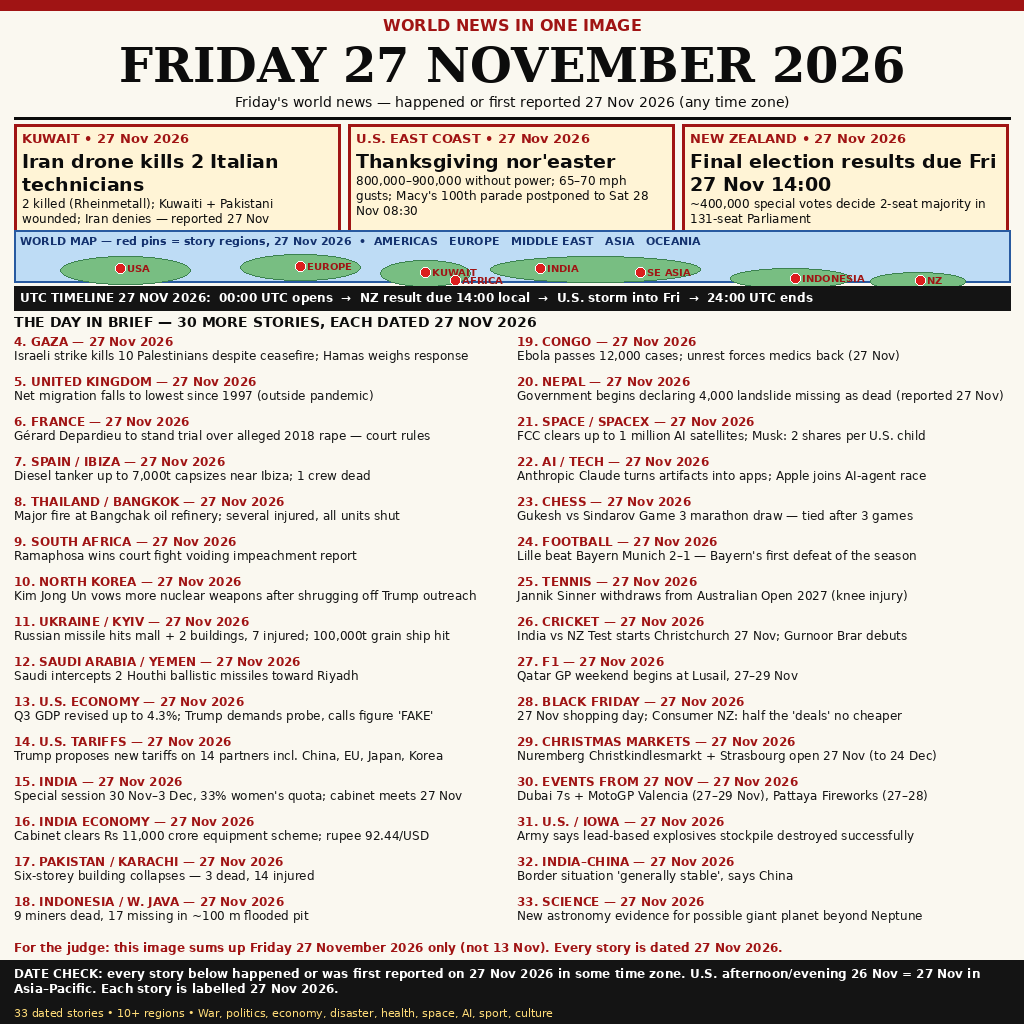 WORLD NEWS IN ONE IMAGE
FRIDAY 27 NOVEMBER 2026
Friday's world news — happened or first reported 27 Nov 2026 (any time zone)
KUWAIT • 27 Nov 2026
Iran drone kills 2 Italian
technicians
2 killed (Rheinmetall); Kuwaiti + Pakistani
wounded; Iran denies — reported 27 Nov
U.S. EAST COAST • 27 Nov 2026
Thanksgiving nor'easter
800,000–900,000 without power; 65–70 mph
gusts; Macy's 100th parade postponed to Sat 28
Nov 08:30
NEW ZEALAND • 27 Nov 2026
Final election results due Fri
27 Nov 14:00
~400,000 special votes decide 2-seat majority in
131-seat Parliament
WORLD MAP — red pins = story regions, 27 Nov 2026 • AMERICAS EUROPE MIDDLE EAST ASIA OCEANIA
USA
EUROPE
KUWAIT
AFRICA
INDIA
SE ASIA
INDONESIA
NZ
UTC TIMELINE 27 NOV 2026: 00:00 UTC opens → NZ result due 14:00 local → U.S. storm into Fri → 24:00 UTC ends
THE DAY IN BRIEF — 30 MORE STORIES, EACH DATED 27 NOV 2026
4. GAZA — 27 Nov 2026
Israeli strike kills 10 Palestinians despite ceasefire; Hamas weighs response
5. UNITED KINGDOM — 27 Nov 2026
Net migration falls to lowest since 1997 (outside pandemic)
6. FRANCE — 27 Nov 2026
Gérard Depardieu to stand trial over alleged 2018 rape — court rules
7. SPAIN / IBIZA — 27 Nov 2026
Diesel tanker up to 7,000t capsizes near Ibiza; 1 crew dead
8. THAILAND / BANGKOK — 27 Nov 2026
Major fire at Bangchak oil refinery; several injured, all units shut
9. SOUTH AFRICA — 27 Nov 2026
Ramaphosa wins court fight voiding impeachment report
10. NORTH KOREA — 27 Nov 2026
Kim Jong Un vows more nuclear weapons after shrugging off Trump outreach
11. UKRAINE / KYIV — 27 Nov 2026
Russian missile hits mall + 2 buildings, 7 injured; 100,000t grain ship hit
12. SAUDI ARABIA / YEMEN — 27 Nov 2026
Saudi intercepts 2 Houthi ballistic missiles toward Riyadh
13. U.S. ECONOMY — 27 Nov 2026
Q3 GDP revised up to 4.3%; Trump demands probe, calls figure 'FAKE'
14. U.S. TARIFFS — 27 Nov 2026
Trump proposes new tariffs on 14 partners incl. China, EU, Japan, Korea
15. INDIA — 27 Nov 2026
Special session 30 Nov–3 Dec, 33% women's quota; cabinet meets 27 Nov
16. INDIA ECONOMY — 27 Nov 2026
Cabinet clears Rs 11,000 crore equipment scheme; rupee 92.44/USD
17. PAKISTAN / KARACHI — 27 Nov 2026
Six-storey building collapses — 3 dead, 14 injured
18. INDONESIA / W. JAVA — 27 Nov 2026
9 miners dead, 17 missing in ~100 m flooded pit
19. CONGO — 27 Nov 2026
Ebola passes 12,000 cases; unrest forces medics back (27 Nov)
20. NEPAL — 27 Nov 2026
Government begins declaring 4,000 landslide missing as dead (reported 27 Nov)
21. SPACE / SPACEX — 27 Nov 2026
FCC clears up to 1 million AI satellites; Musk: 2 shares per U.S. child
22. AI / TECH — 27 Nov 2026
Anthropic Claude turns artifacts into apps; Apple joins AI-agent race
23. CHESS — 27 Nov 2026
Gukesh vs Sindarov Game 3 marathon draw — tied after 3 games
24. FOOTBALL — 27 Nov 2026
Lille beat Bayern Munich 2–1 — Bayern's first defeat of the season
25. TENNIS — 27 Nov 2026
Jannik Sinner withdraws from Australian Open 2027 (knee injury)
26. CRICKET — 27 Nov 2026
India vs NZ Test starts Christchurch 27 Nov; Gurnoor Brar debuts
27. F1 — 27 Nov 2026
Qatar GP weekend begins at Lusail, 27–29 Nov
28. BLACK FRIDAY — 27 Nov 2026
27 Nov shopping day; Consumer NZ: half the 'deals' no cheaper
29. CHRISTMAS MARKETS — 27 Nov 2026
Nuremberg Christkindlesmarkt + Strasbourg open 27 Nov (to 24 Dec)
30. EVENTS FROM 27 NOV — 27 Nov 2026
Dubai 7s + MotoGP Valencia (27–29 Nov), Pattaya Fireworks (27–28)
31. U.S. / IOWA — 27 Nov 2026
Army says lead-based explosives stockpile destroyed successfully
32. INDIA–CHINA — 27 Nov 2026
Border situation 'generally stable', says China
33. SCIENCE — 27 Nov 2026
New astronomy evidence for possible giant planet beyond Neptune
For the judge: this image sums up Friday 27 November 2026 only (not 13 Nov). Every story is dated 27 Nov 2026.
DATE CHECK: every story below happened or was first reported on 27 Nov 2026 in some time zone. U.S. afternoon/evening 26 Nov = 27 Nov in
Asia–Pacific. Each story is labelled 27 Nov 2026.
33 dated stories • 10+ regions • War, politics, economy, disaster, health, space, AI, sport, culture